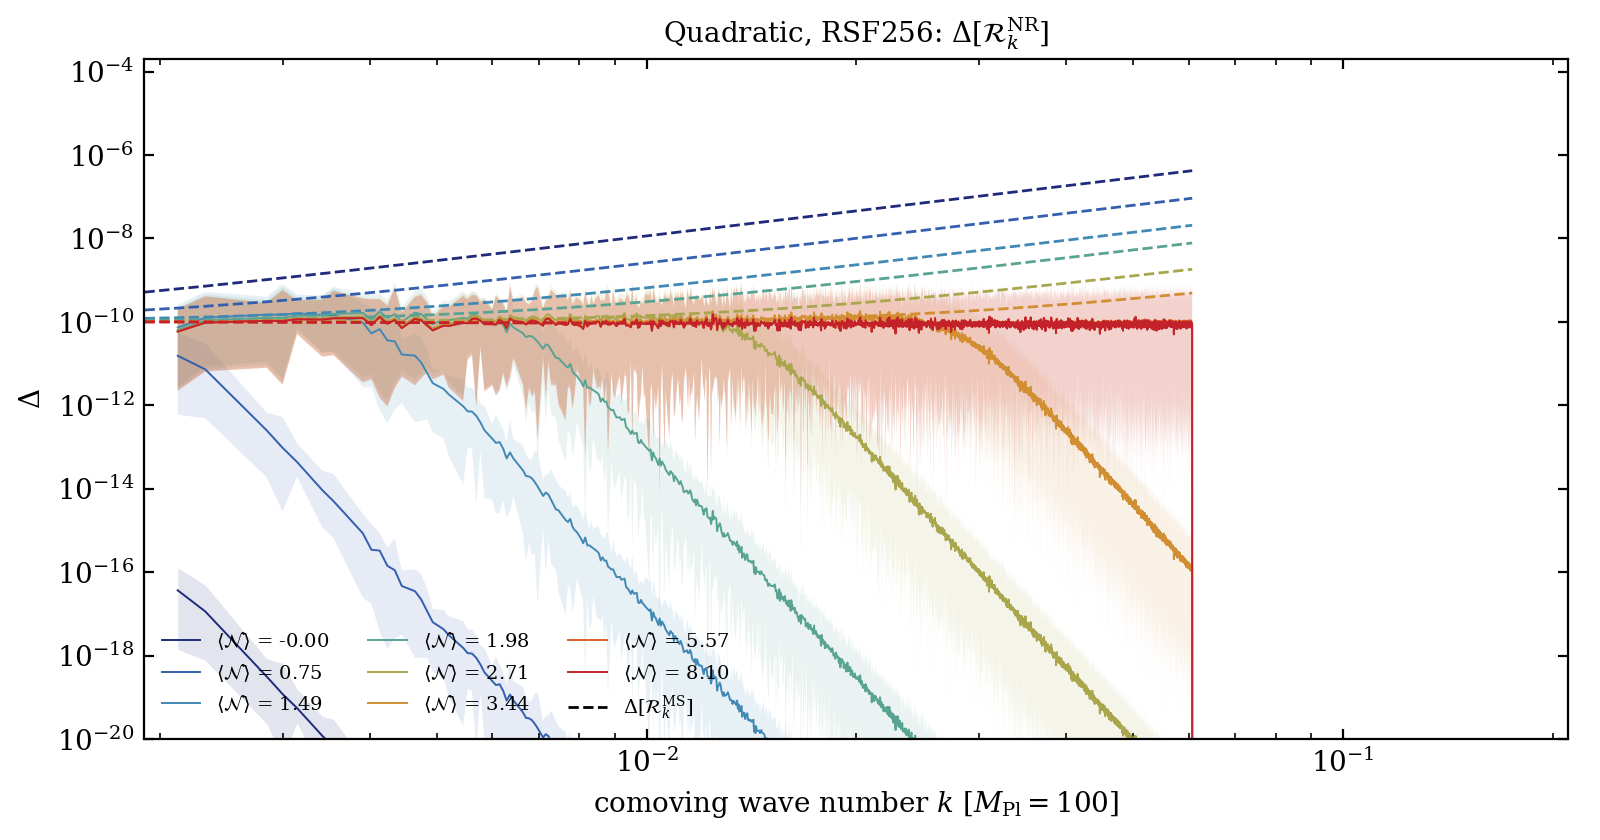 Quadratic, RSF256: Δ[ℛ_k^NR]
10^−4
10^−6
10^−8
10^−10
10^−12
10^−14
10^−16
10^−18
10^−20
Δ
⟨𝒩⟩ = -0.00
⟨𝒩⟩ = 0.75
⟨𝒩⟩ = 1.49
⟨𝒩⟩ = 1.98
⟨𝒩⟩ = 2.71
⟨𝒩⟩ = 3.44
⟨𝒩⟩ = 5.57
⟨𝒩⟩ = 8.10
Δ[ℛ_k^MS]
10^−2
10^−1
comoving wave number k [M_Pl = 100]